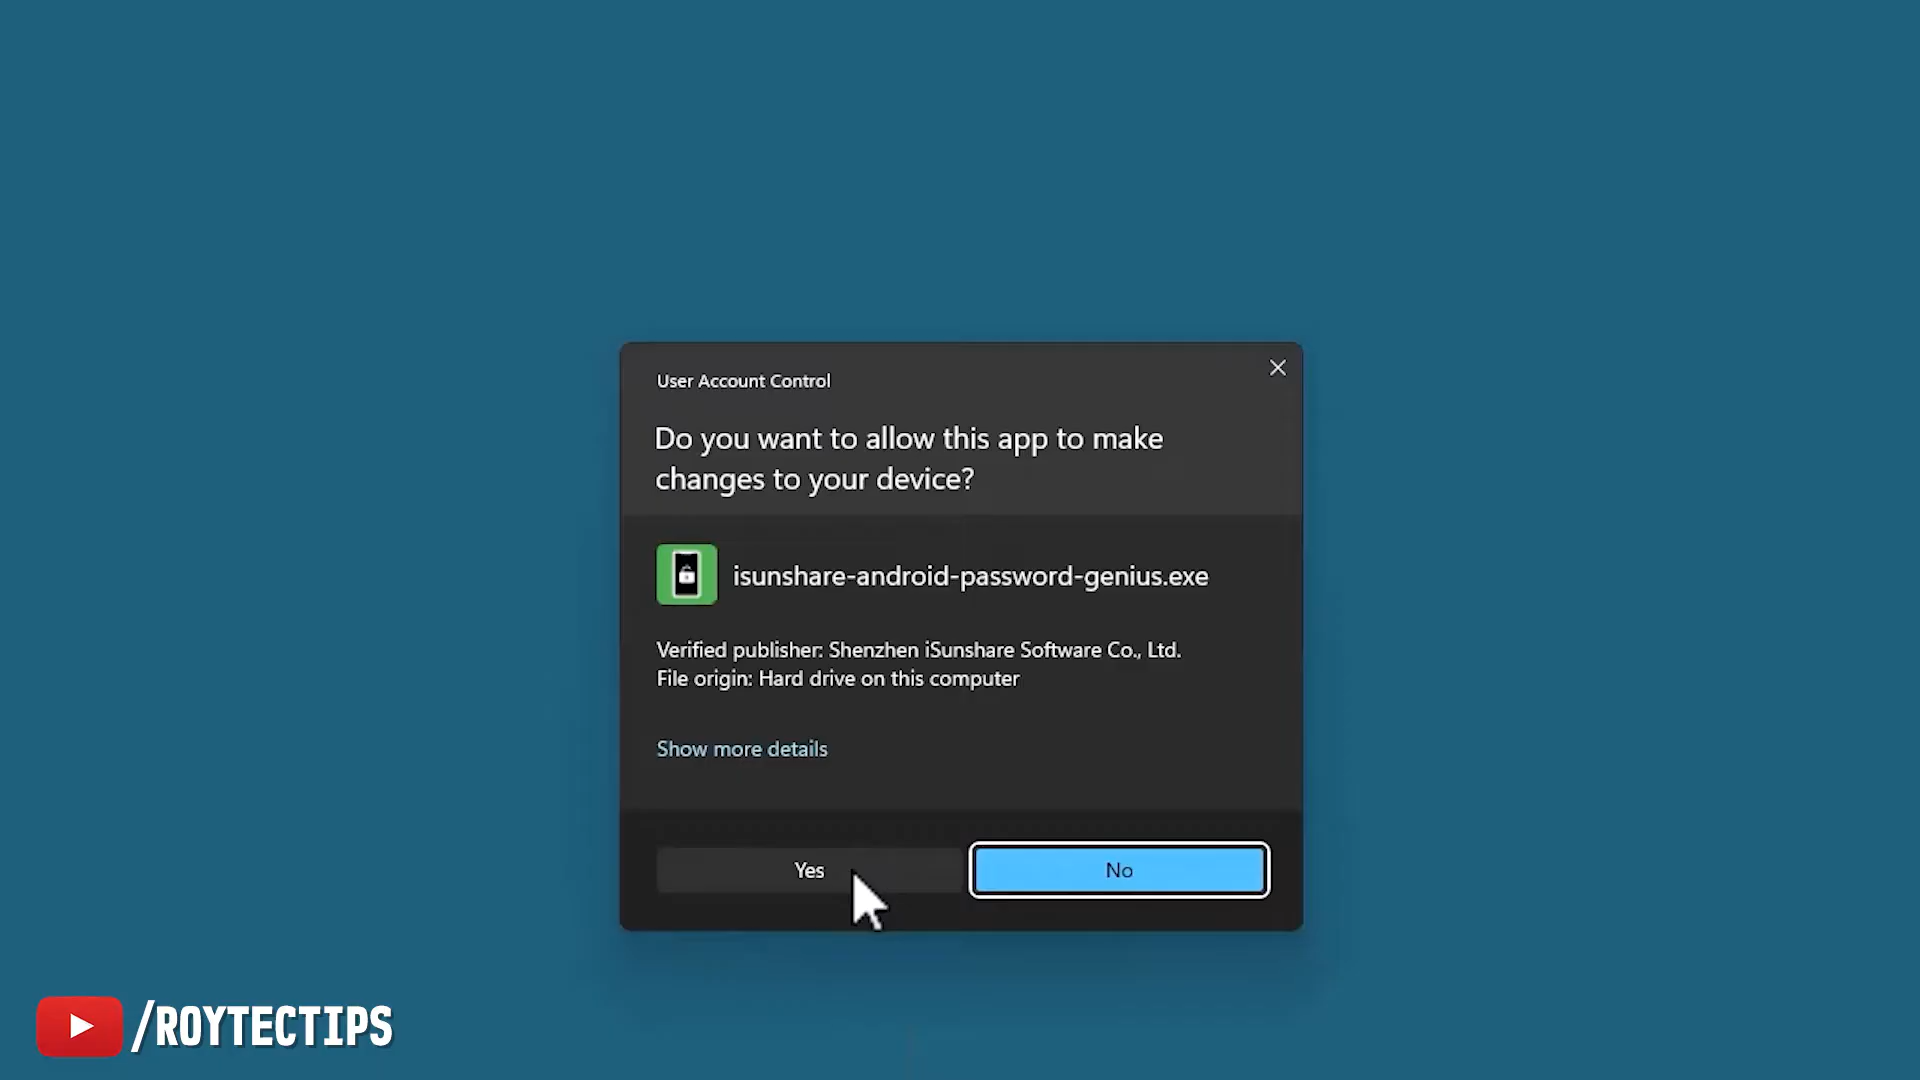 User Account Control
Do you want to allow this app to make
changes to your device?
isunshare-android-password-genius.exe
Verified publisher: Shenzhen iSunshare Software Co., Ltd.
File origin: Hard drive on this computer
Show more details
Yes
No
/ROYTECTIPS